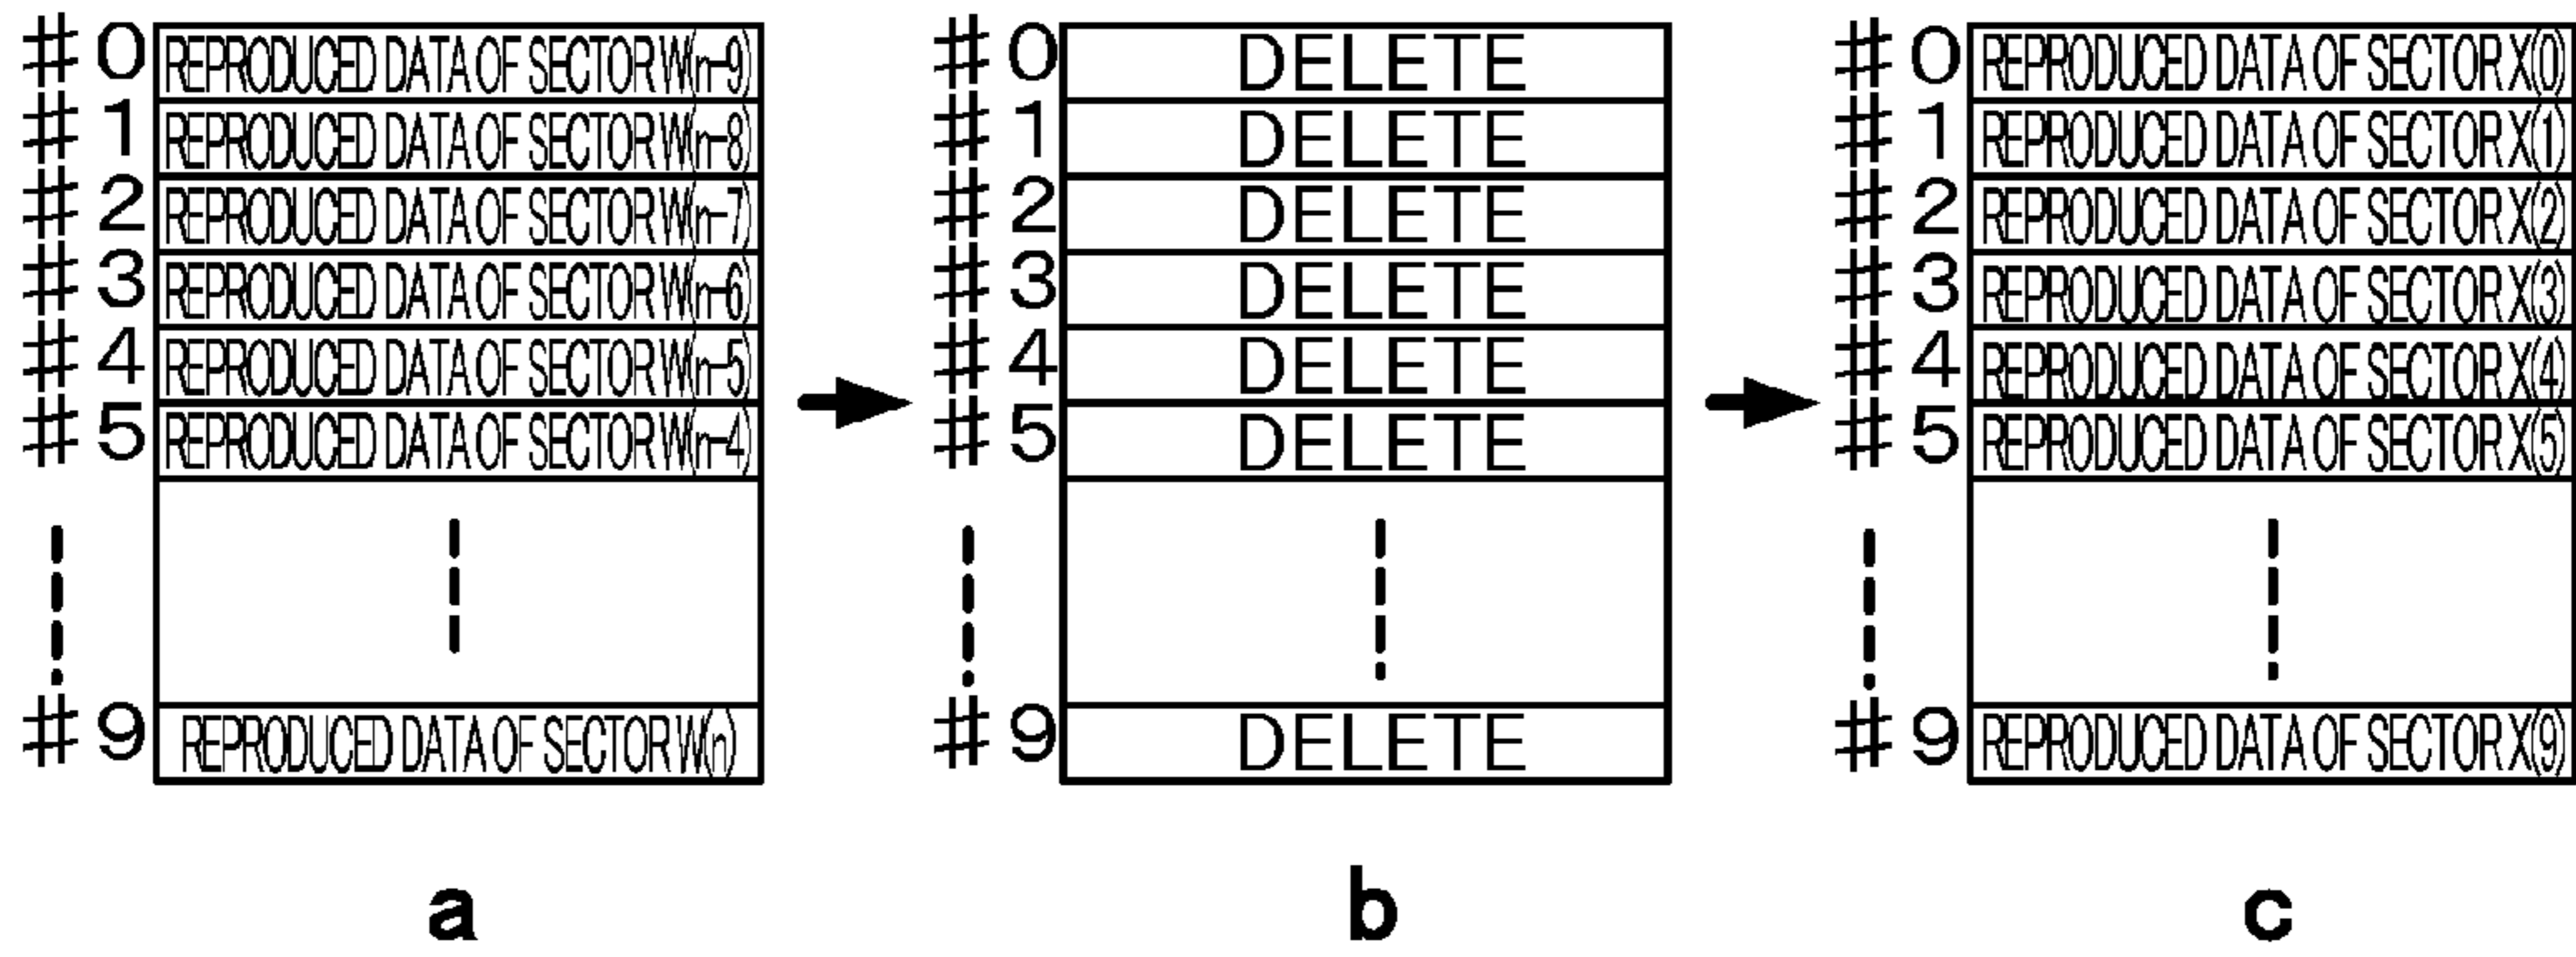 #0 REPRODUCED DATA OF SECTOR W(n-9)
#1 REPRODUCED DATA OF SECTOR W(n-8)
#2 REPRODUCED DATA OF SECTOR W(n-7)
#3 REPRODUCED DATA OF SECTOR W(n-6)
#4 REPRODUCED DATA OF SECTOR W(n-5)
#5 REPRODUCED DATA OF SECTOR W(n-4)
#9 REPRODUCED DATA OF SECTOR W(n)
a
#0 DELETE
#1 DELETE
#2 DELETE
#3 DELETE
#4 DELETE
#5 DELETE
#9 DELETE
b
#0 REPRODUCED DATA OF SECTOR X(0)
#1 REPRODUCED DATA OF SECTOR X(1)
#2 REPRODUCED DATA OF SECTOR X(2)
#3 REPRODUCED DATA OF SECTOR X(3)
#4 REPRODUCED DATA OF SECTOR X(4)
#5 REPRODUCED DATA OF SECTOR X(5)
#9 REPRODUCED DATA OF SECTOR X(9)
c